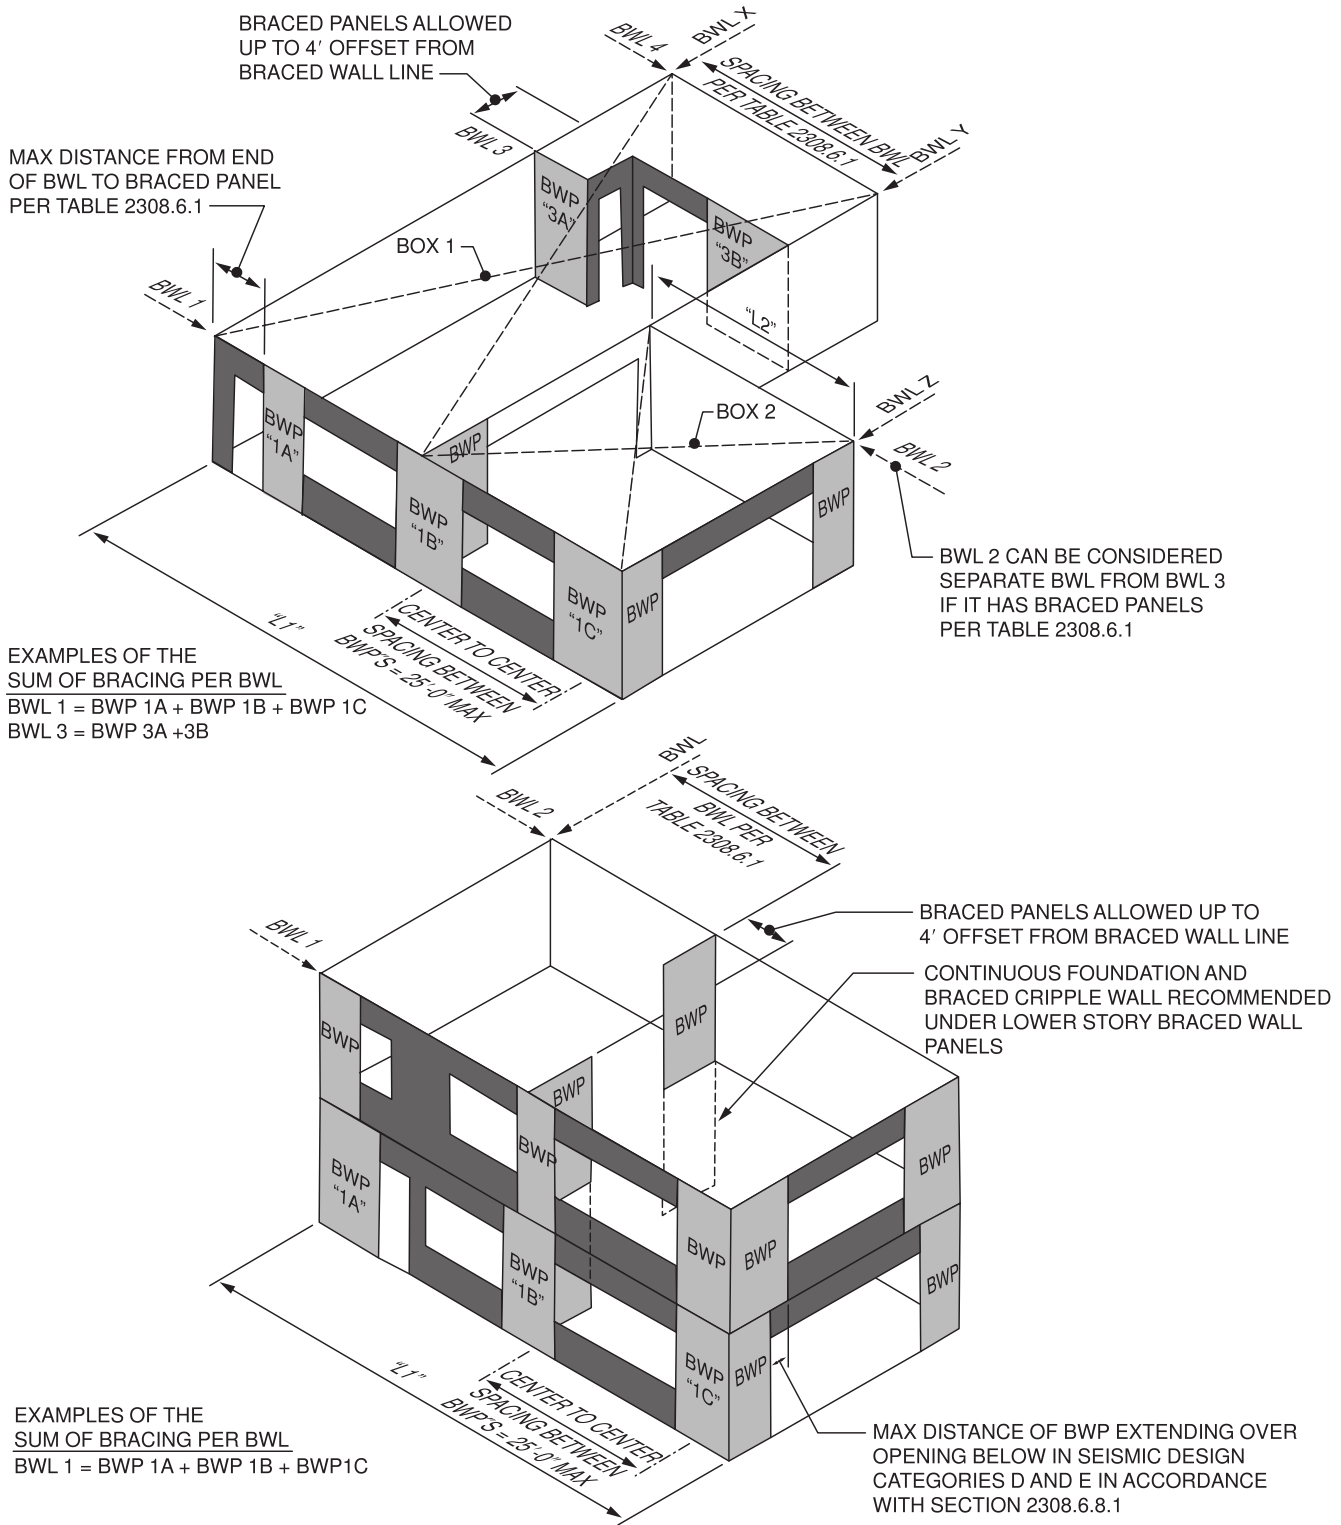 BRACED PANELS ALLOWED
UP TO 4′ OFFSET FROM
BRACED WALL LINE
BWL 4
BWL X
SPACING BETWEEN BWL
PER TABLE 2308.6.1
BWL Y
BWL 3
MAX DISTANCE FROM END
OF BWL TO BRACED PANEL
PER TABLE 2308.6.1
BWP
“3A”
BWP
“3B”
BOX 1
BWL 1
“L2”
BWL Z
BOX 2
BWL 2
BWP
“1A”
BWP
BWP
“1B”
BWP
BWP
“1C”
BWP
BWL 2 CAN BE CONSIDERED
SEPARATE BWL FROM BWL 3
IF IT HAS BRACED PANELS
PER TABLE 2308.6.1
“L1”
CENTER TO CENTER
SPACING BETWEEN
BWP″S = 25′-0″ MAX
EXAMPLES OF THE
SUM OF BRACING PER BWL
BWL 1 = BWP 1A + BWP 1B + BWP 1C
BWL 3 = BWP 3A +3B
BWL
BWL 2
SPACING BETWEEN
BWL PER
TABLE 2308.6.1
BWL 1
BRACED PANELS ALLOWED UP TO
4′ OFFSET FROM BRACED WALL LINE
CONTINUOUS FOUNDATION AND
BRACED CRIPPLE WALL RECOMMENDED
UNDER LOWER STORY BRACED WALL
PANELS
BWP
BWP
BWP
BWP
BWP
BWP
BWP
BWP
“1A”
BWP
“1B”
BWP
BWP
“1C”
BWP
“L1”
CENTER TO CENTER
SPACING BETWEEN
BWP″S = 25′-0″ MAX
EXAMPLES OF THE
SUM OF BRACING PER BWL
BWL 1 = BWP 1A + BWP 1B + BWP1C
MAX DISTANCE OF BWP EXTENDING OVER
OPENING BELOW IN SEISMIC DESIGN
CATEGORIES D AND E IN ACCORDANCE
WITH SECTION 2308.6.8.1